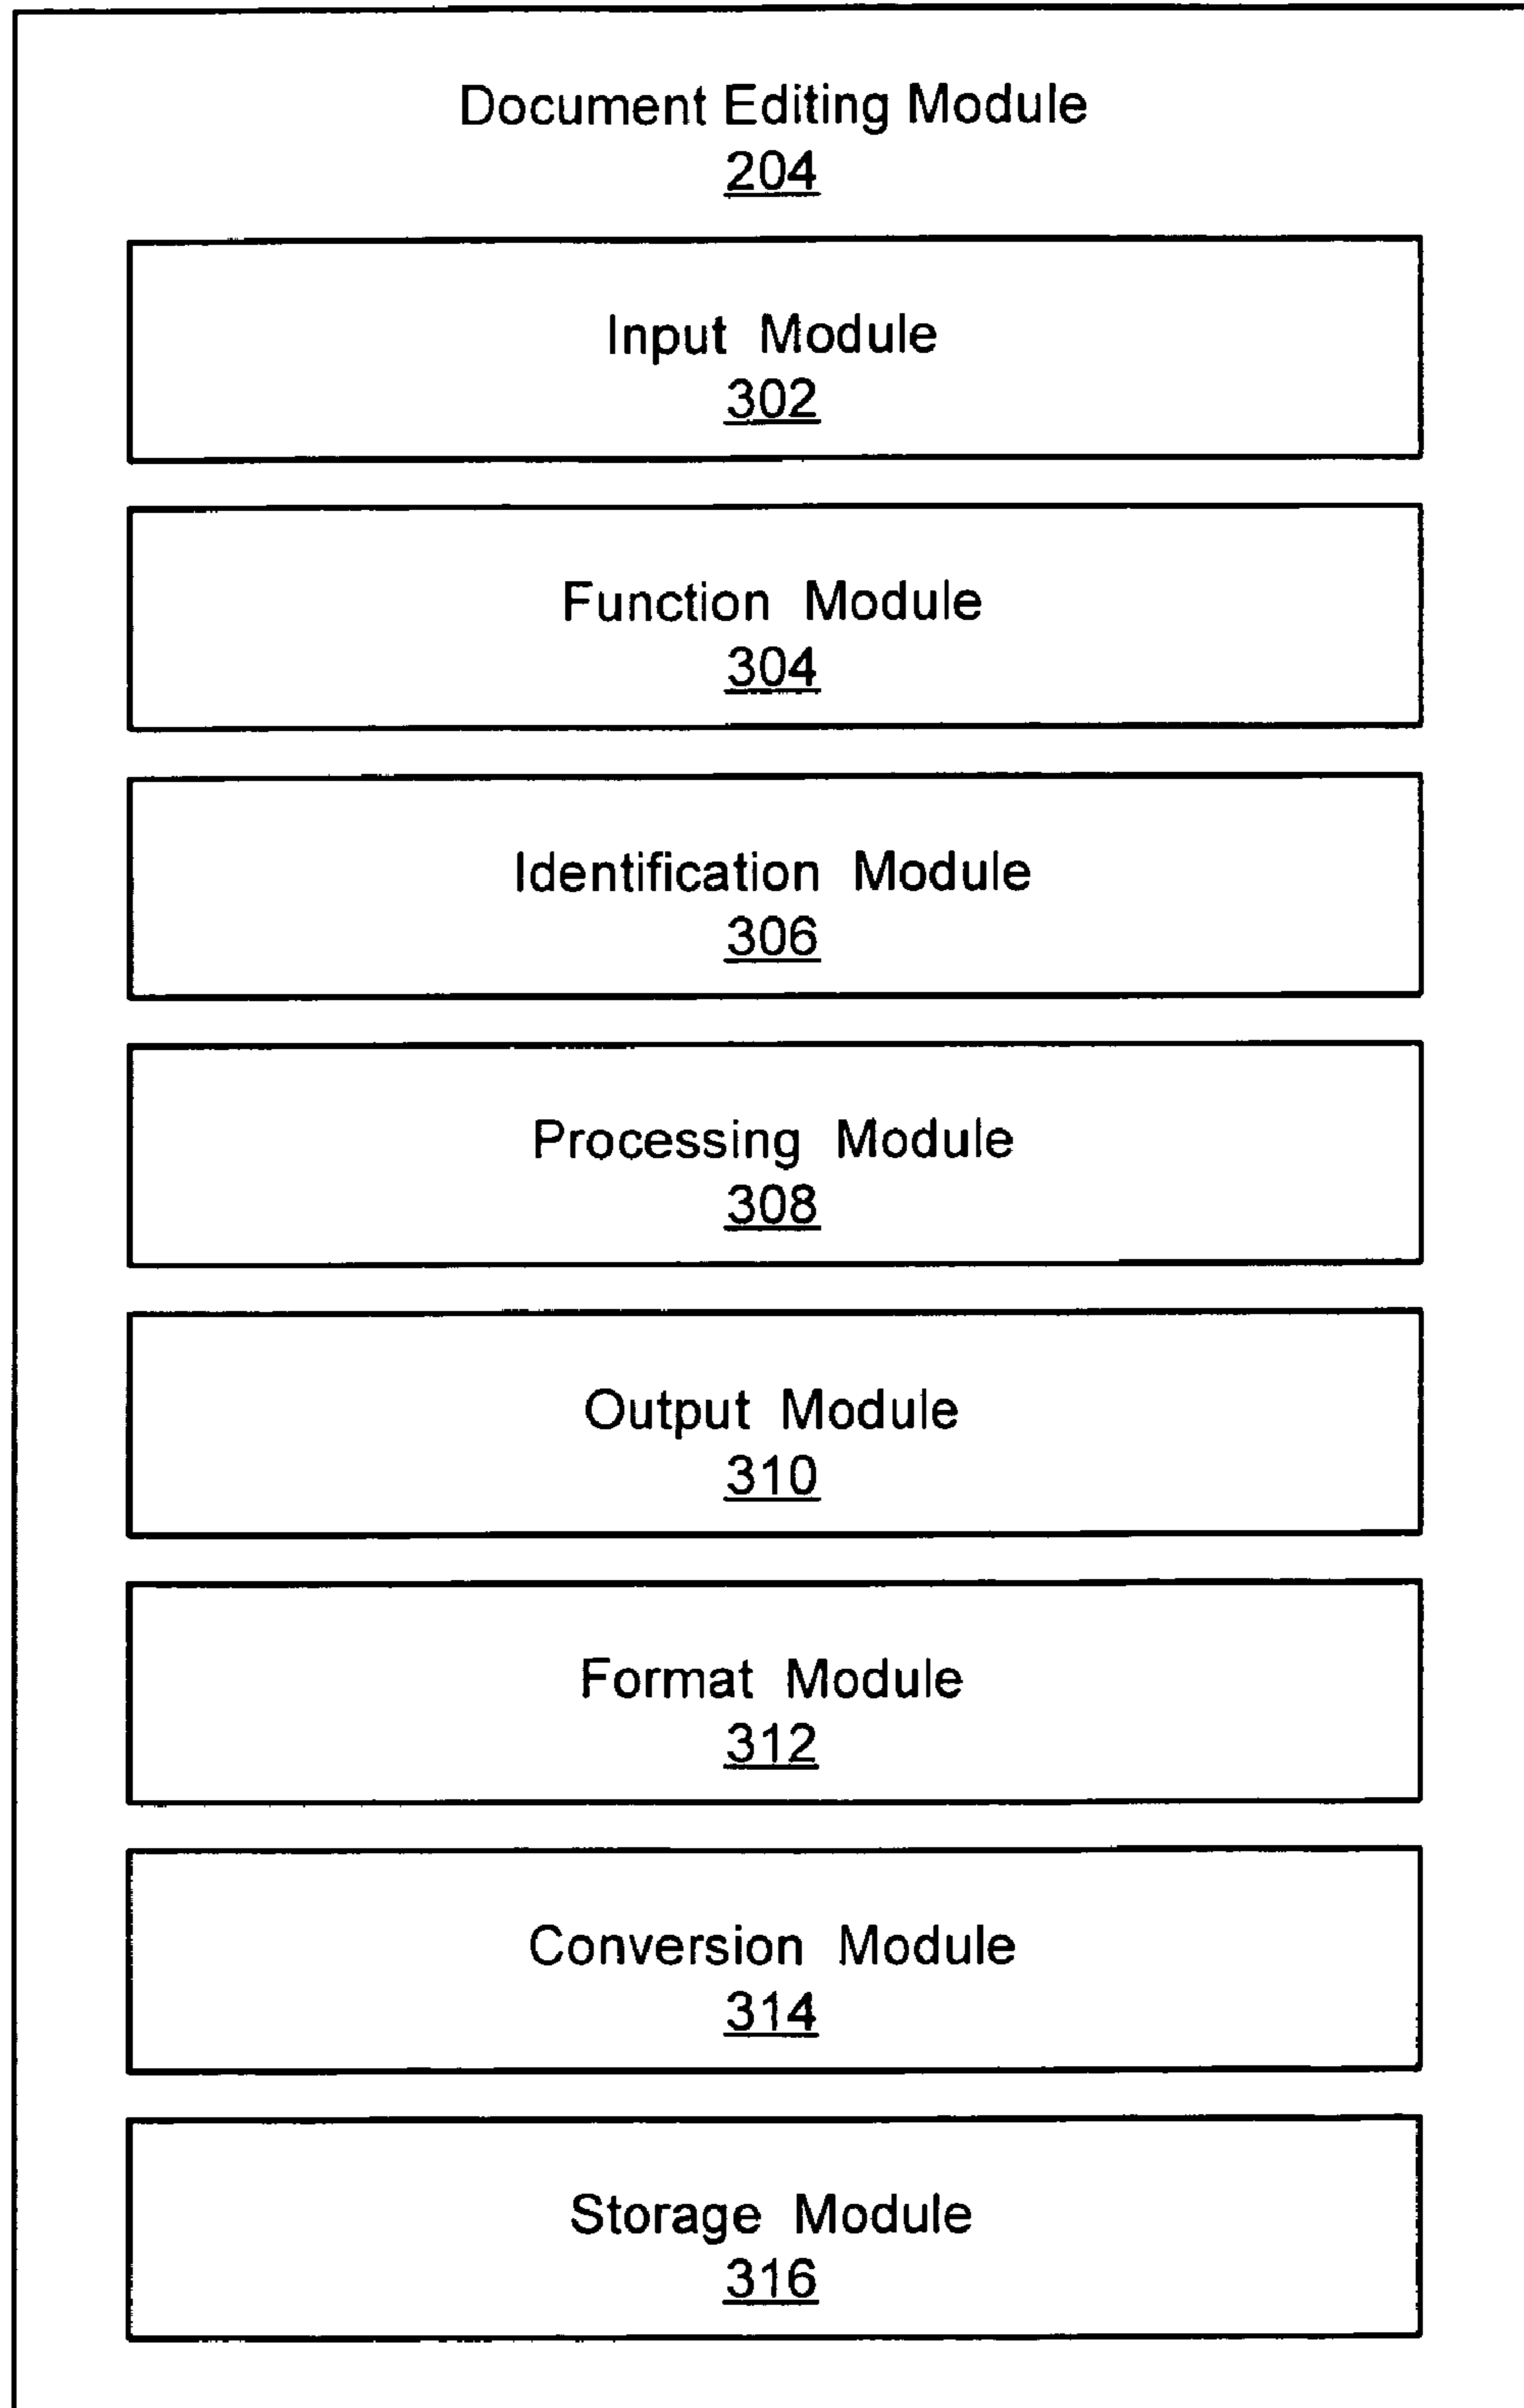 Document Editing Module
204
Input Module
302
Function Module
304
Identification Module
306
Processing Module
308
Output Module
310
Format Module
312
Conversion Module
314
Storage Module
316